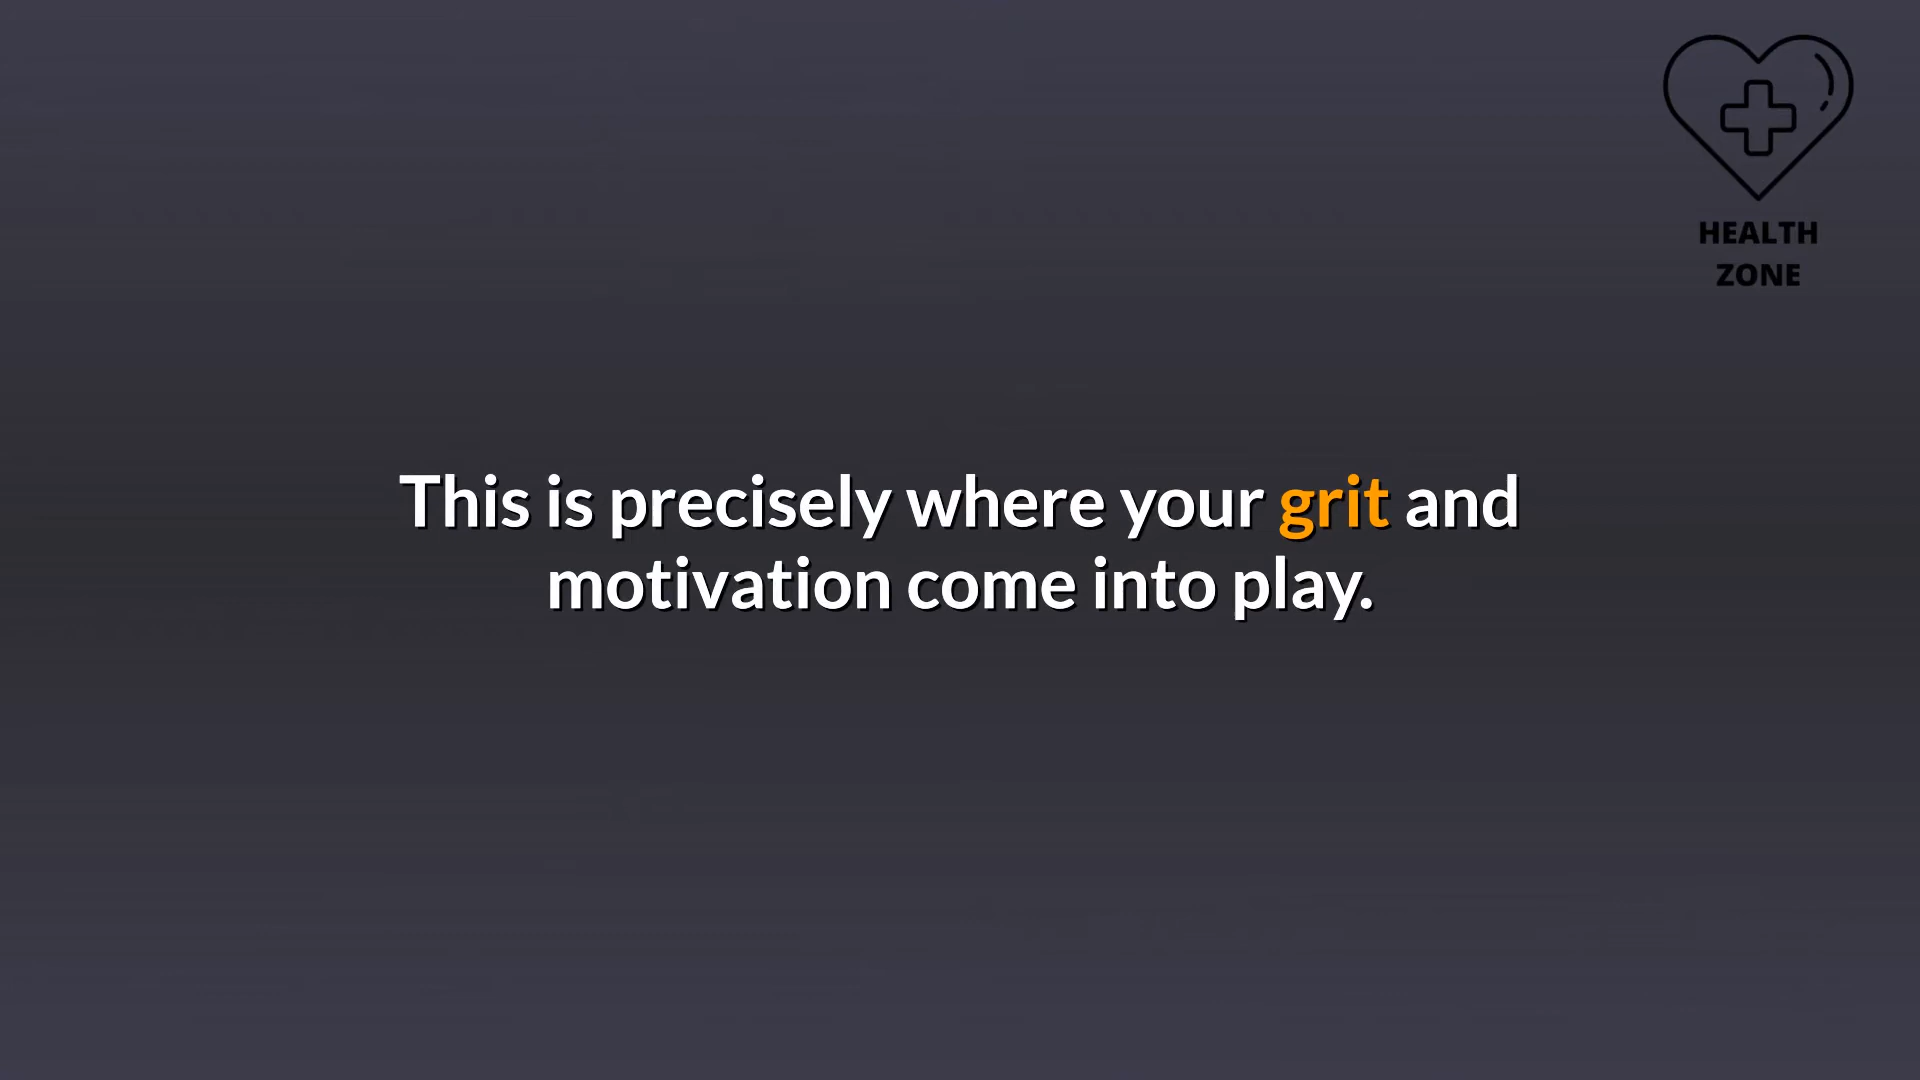 HEALTH
ZONE
This is precisely where your grit and
motivation come into play.